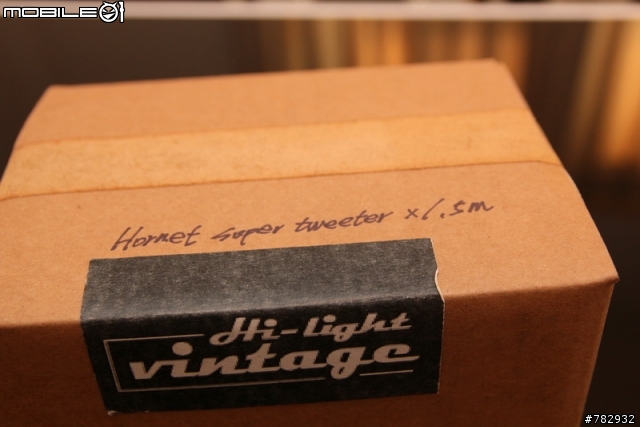 MOBILE01
Hornet super tweeter x1.5m
Hi-light
vintage
#782932